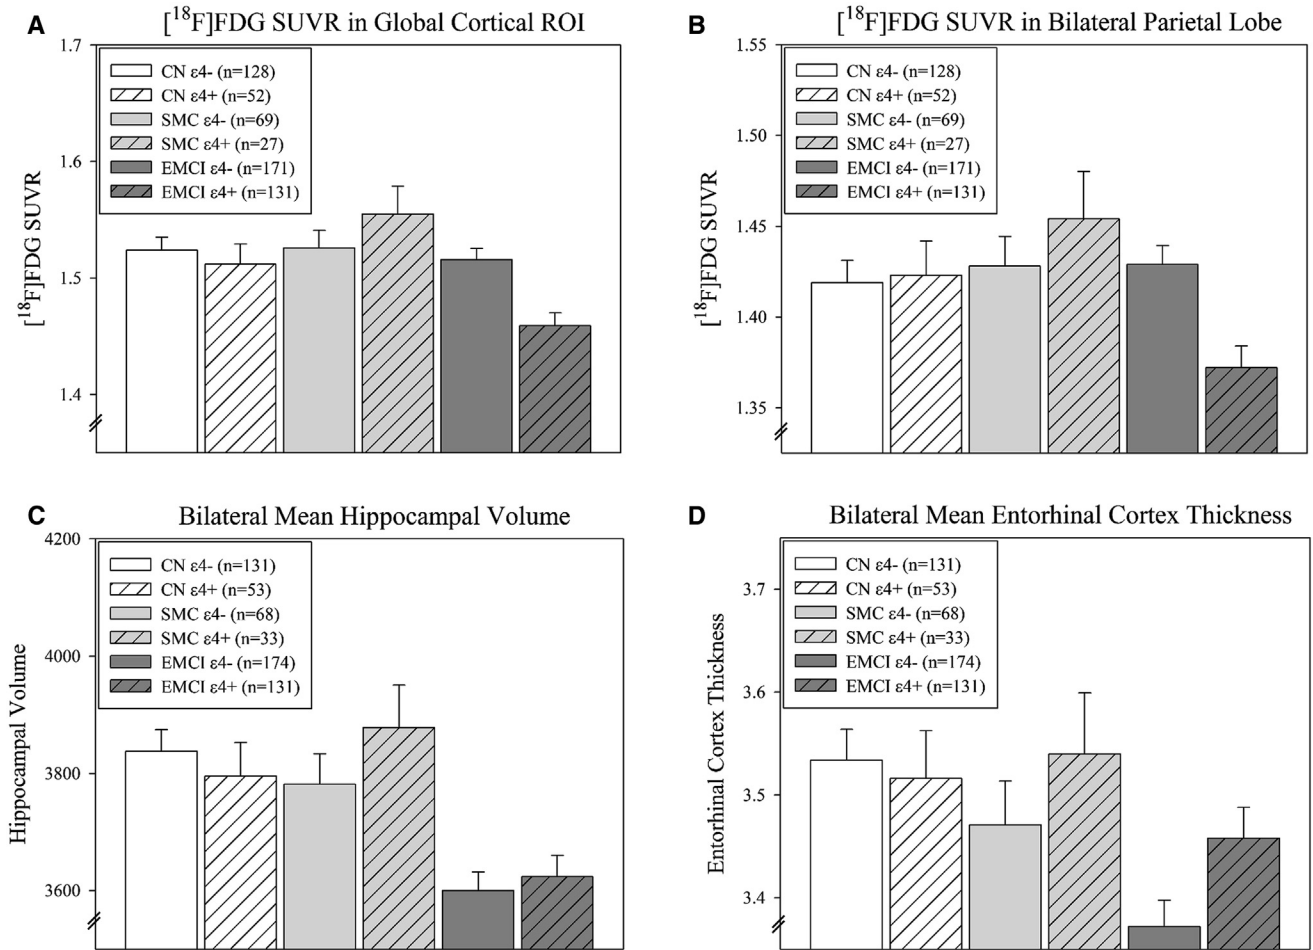 A
[18F]FDG SUVR in Global Cortical ROI
1.7
1.6
1.5
1.4
[18F]FDG SUVR
CN ε4- (n=128)
CN ε4+ (n=52)
SMC ε4- (n=69)
SMC ε4+ (n=27)
EMCI ε4- (n=171)
EMCI ε4+ (n=131)
B
[18F]FDG SUVR in Bilateral Parietal Lobe
1.55
1.50
1.45
1.40
1.35
[18F]FDG SUVR
CN ε4- (n=128)
CN ε4+ (n=52)
SMC ε4- (n=69)
SMC ε4+ (n=27)
EMCI ε4- (n=171)
EMCI ε4+ (n=131)
C
Bilateral Mean Hippocampal Volume
4200
4000
3800
3600
Hippocampal Volume
CN ε4- (n=131)
CN ε4+ (n=53)
SMC ε4- (n=68)
SMC ε4+ (n=33)
EMCI ε4- (n=174)
EMCI ε4+ (n=131)
D
Bilateral Mean Entorhinal Cortex Thickness
3.7
3.6
3.5
3.4
Entorhinal Cortex Thickness
CN ε4- (n=131)
CN ε4+ (n=53)
SMC ε4- (n=68)
SMC ε4+ (n=33)
EMCI ε4- (n=174)
EMCI ε4+ (n=131)